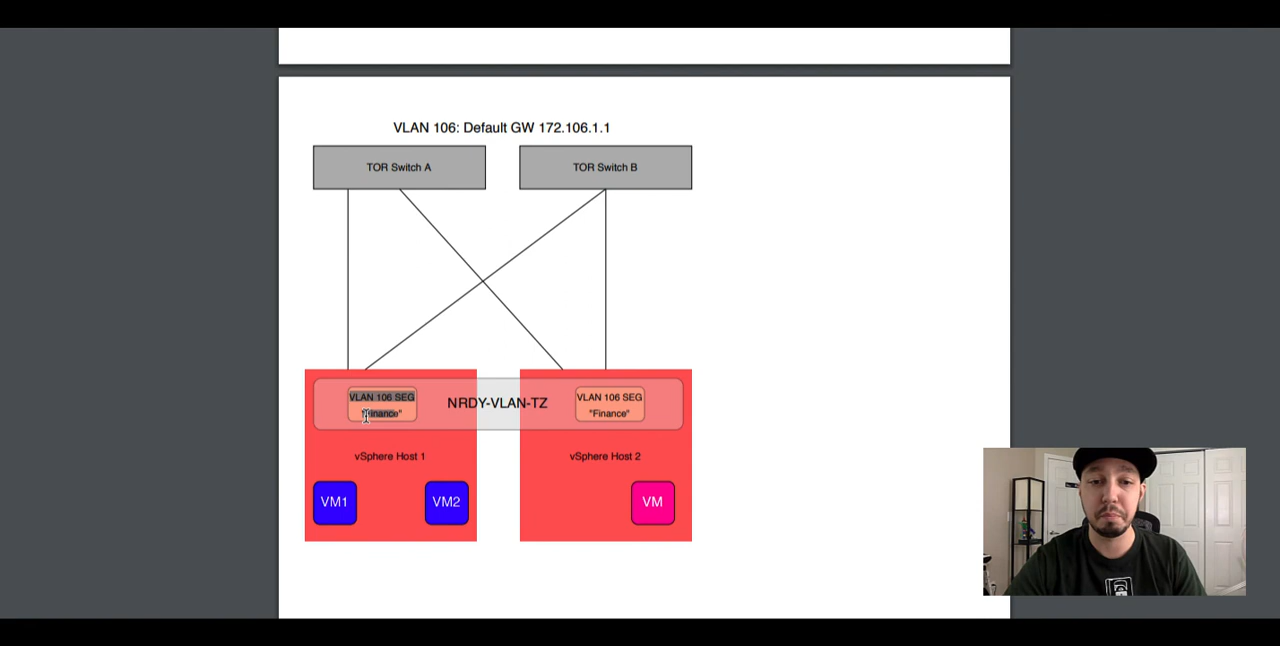 VLAN 106: Default GW 172.106.1.1
TOR Switch A
TOR Switch B
VLAN 106 SEG
"Finance"
NRDY-VLAN-TZ
VLAN 106 SEG
"Finance"
vSphere Host 1
vSphere Host 2
VM1
VM2
VM